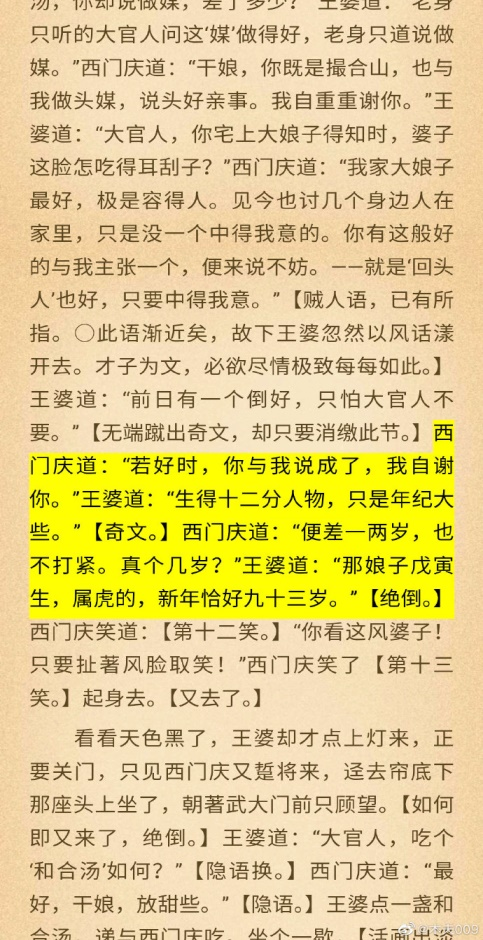 汤，你却说做媒，差了多少？”王婆道：“老身
只听的大官人问这‘媒’做得好，老身只道说做
媒。”西门庆道：“干娘，你既是撮合山，也与
我做头媒，说头好亲事。我自重重谢你。”王
婆道：“大官人，你宅上大娘子得知时，婆子
这脸怎吃得耳刮子？”西门庆道：“我家大娘子
最好，极是容得人。见今也讨几个身边人在
家里，只是没一个中得我意的。你有这般好
的与我主张一个，便来说不妨。——就是‘回头
人’也好，只要中得我意。”【贼人语，已有所
指。○此语渐近矣，故下王婆忽然以风话漾
开去。才子为文，必欲尽情极致每每如此。】
王婆道：“前日有一个倒好，只怕大官人不
要。”【无端蹴出奇文，却只要消缴此节。】西
门庆道：“若好时，你与我说成了，我自谢
你。”王婆道：“生得十二分人物，只是年纪大
些。”【奇文。】西门庆道：“便差一两岁，也
不打紧。真个几岁？”王婆道：“那娘子戊寅
生，属虎的，新年恰好九十三岁。”【绝倒。】
西门庆笑道：【第十二笑。】“你看这风婆子！
只要扯著风脸取笑！”西门庆笑了【第十三
笑。】起身去。【又去了。】
看看天色黑了，王婆却才点上灯来，正
要关门，只见西门庆又踅将来，迳去帘底下
那座头上坐了，朝著武大门前只顾望。【如何
即又来了，绝倒。】王婆道：“大官人，吃个
‘和合汤’如何？”【隐语换。】西门庆道：“最
好，干娘，放甜些。”【隐语。】王婆点一盏和
合汤，递与西门庆吃。坐个一歇，【活画出淡